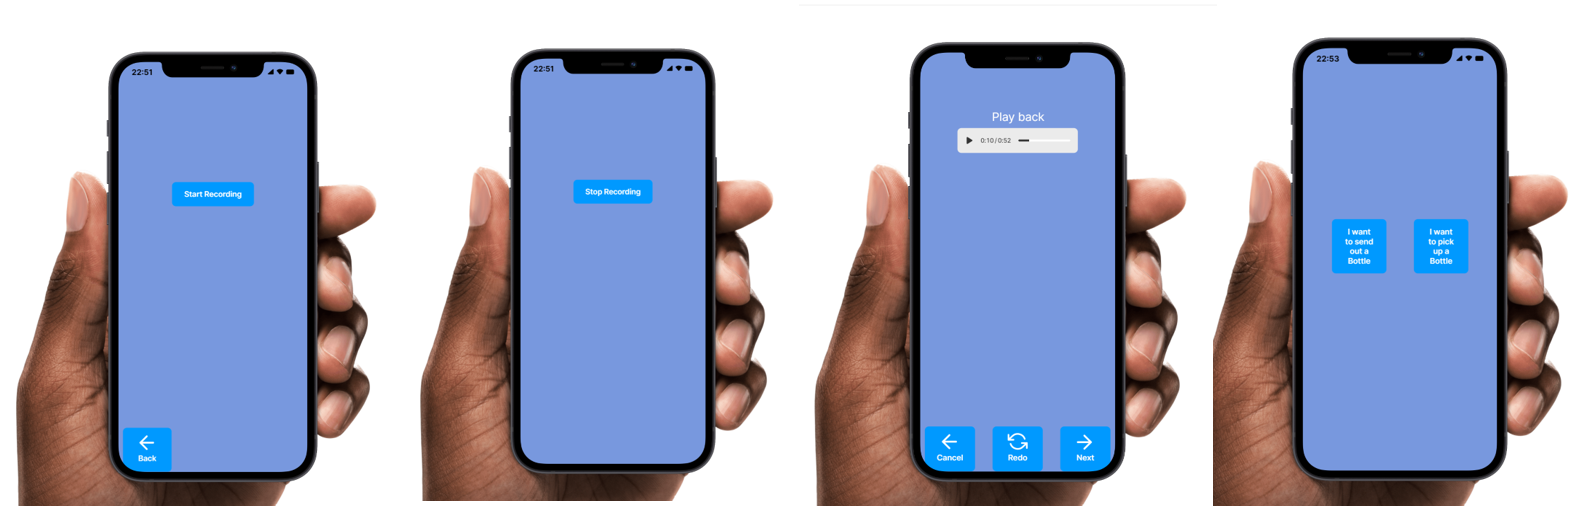 22:51
Start Recording
Back
22:51
Stop Recording
Play back
0:10/0:52
Cancel
Redo
Next
22:53
I want
to send
out a
Bottle
I want
to pick
up a
Bottle